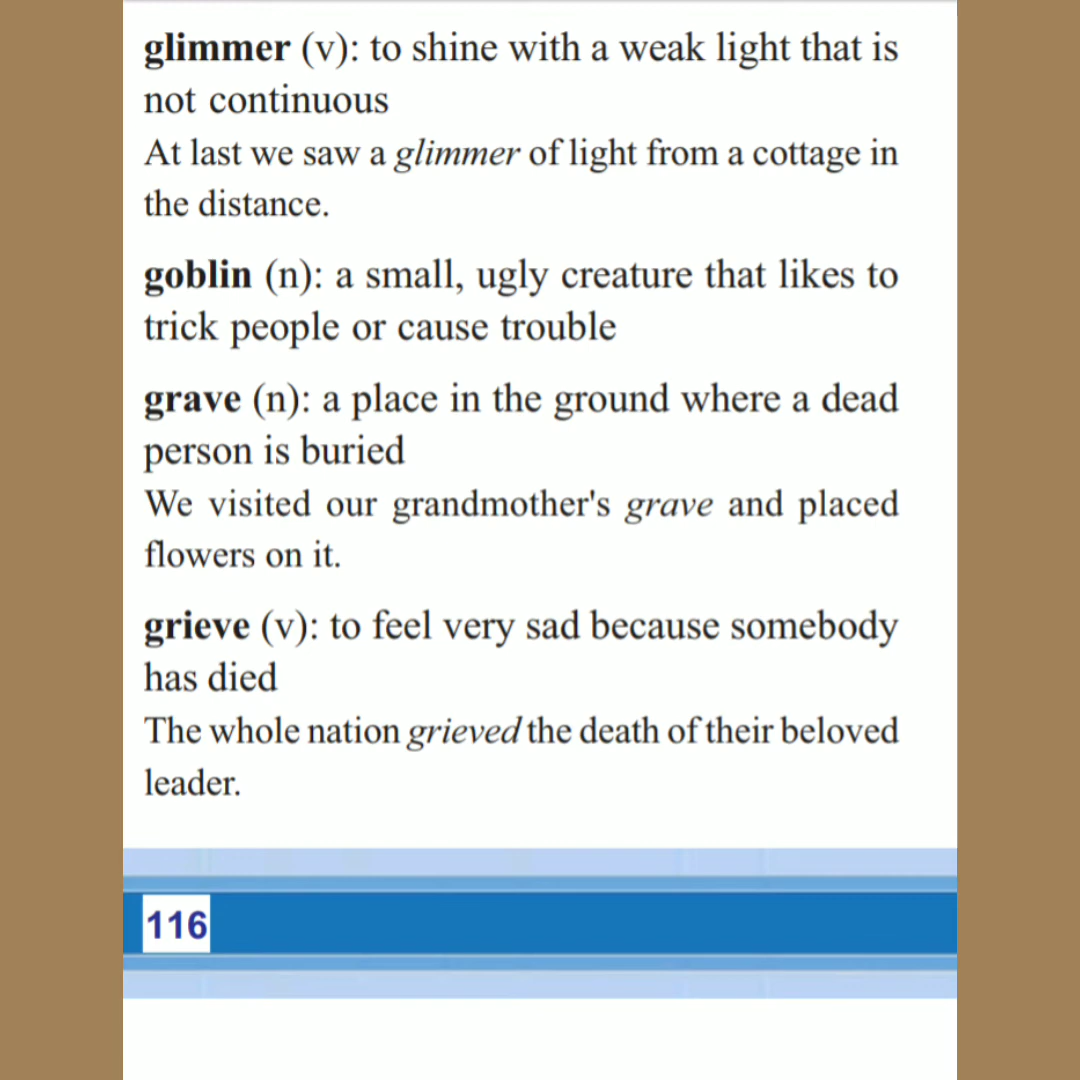 glimmer (v): to shine with a weak light that is
not continuous
At last we saw a glimmer of light from a cottage in
the distance.
goblin (n): a small, ugly creature that likes to
trick people or cause trouble
grave (n): a place in the ground where a dead
person is buried
We visited our grandmother's grave and placed
flowers on it.
grieve (v): to feel very sad because somebody
has died
The whole nation grieved the death of their beloved
leader.
116